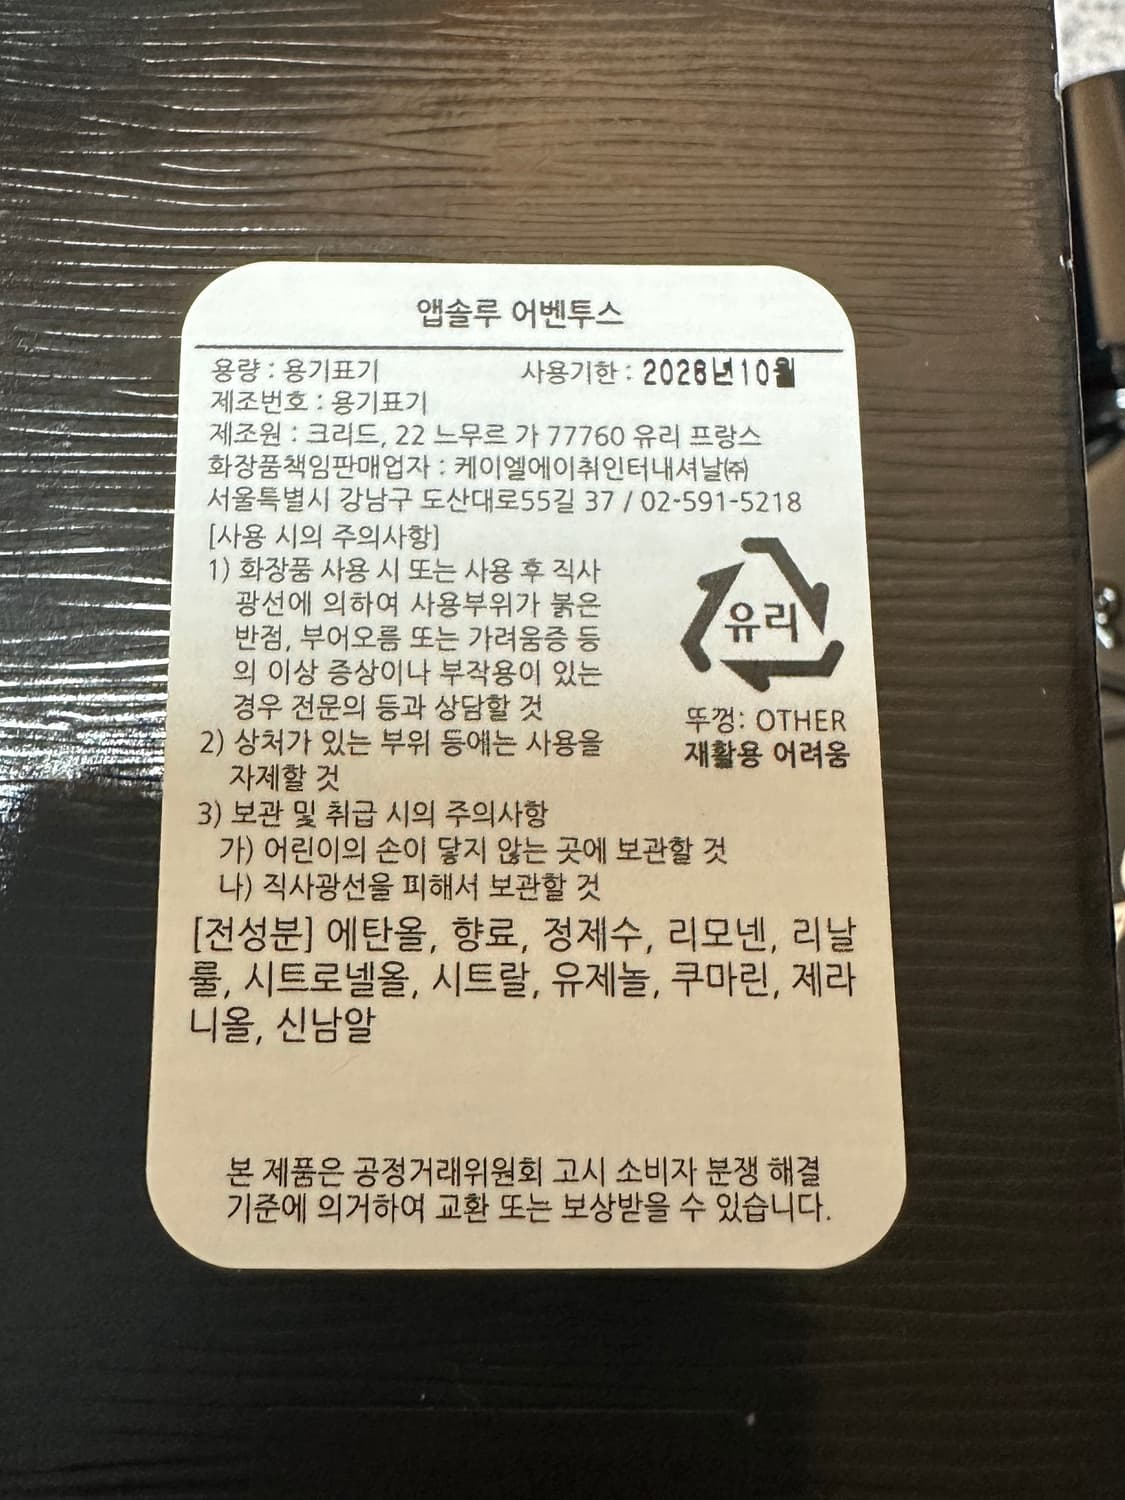 앱솔루 어벤투스
용량 : 용기표기 사용기한 : 2026년10월
제조번호 : 용기표기
제조원 : 크리드, 22 느무르 가 77760 유리 프랑스
화장품책임판매업자 : 케이엘에이취인터내셔날㈜
서울특별시 강남구 도산대로55길 37 / 02-591-5218
[사용 시의 주의사항]
1) 화장품 사용 시 또는 사용 후 직사
광선에 의하여 사용부위가 붉은
반점, 부어오름 또는 가려움증 등
의 이상 증상이나 부작용이 있는
경우 전문의 등과 상담할 것
2) 상처가 있는 부위 등에는 사용을
자제할 것
3) 보관 및 취급 시의 주의사항
가) 어린이의 손이 닿지 않는 곳에 보관할 것
나) 직사광선을 피해서 보관할 것
유리
뚜껑: OTHER
재활용 어려움
[전성분] 에탄올, 향료, 정제수, 리모넨, 리날
룰, 시트로넬올, 시트랄, 유제놀, 쿠마린, 제라
니올, 신남알
본 제품은 공정거래위원회 고시 소비자 분쟁 해결
기준에 의거하여 교환 또는 보상받을 수 있습니다.